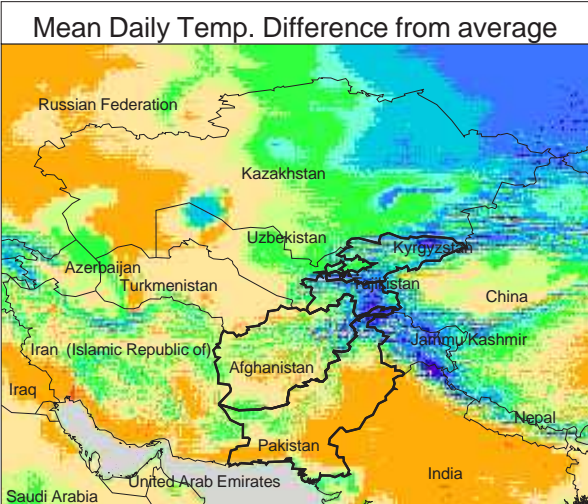 Mean Daily Temp. Difference from average
Russian Federation
Kazakhstan
Uzbekistan
Kyrgyzstan
Azerbaijan
Turkmenistan
Tajikistan
China
Iran (Islamic Republic of)
Jammu Kashmir
Afghanistan
Iraq
Nepal
Pakistan
India
United Arab Emirates
Saudi Arabia